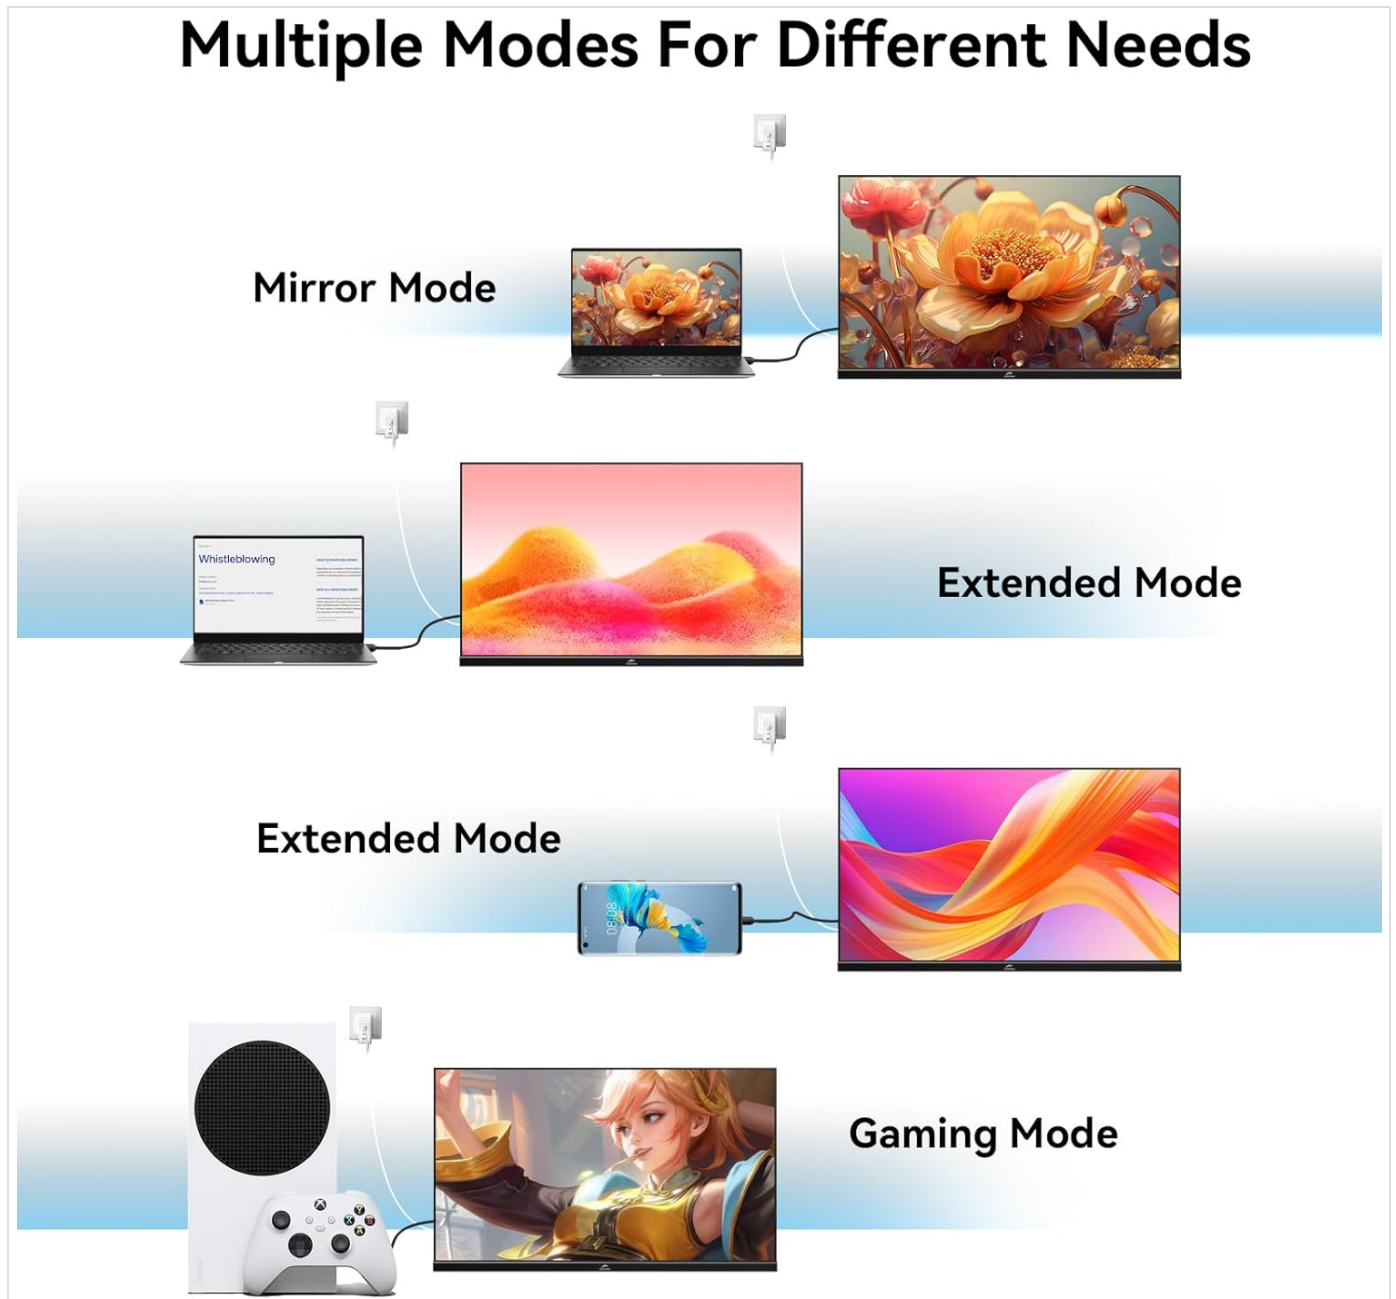 Multiple Modes For Different Needs
Mirror Mode
Whistleblowing
Extended Mode
Extended Mode
08:08
Gaming Mode
Y
X
B
A